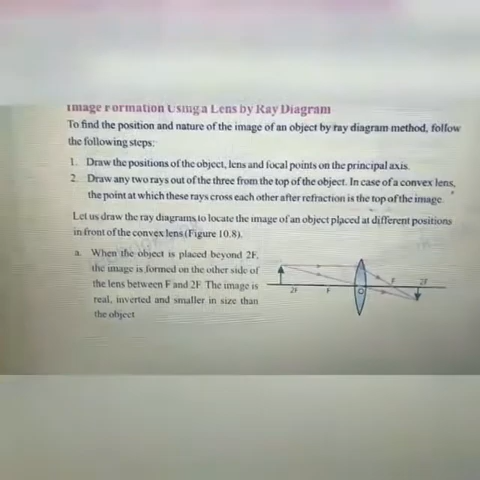 Image Formation Using a Lens by Ray Diagram
To find the position and nature of the image of an object by ray diagram method, follow
the following steps:
1. Draw the positions of the object, lens and focal points on the principal axis.
2. Draw any two rays out of the three from the top of the object. In case of a convex lens,
the point at which these rays cross each other after refraction is the top of the image.
Let us draw the ray diagrams to locate the image of an object placed at different positions
in front of the convex lens (Figure 10.8).
a. When the object is placed beyond 2F,
the image is formed on the other side of
the lens between F and 2F. The image is
real, inverted and smaller in size than
the object
2F F O F 2F